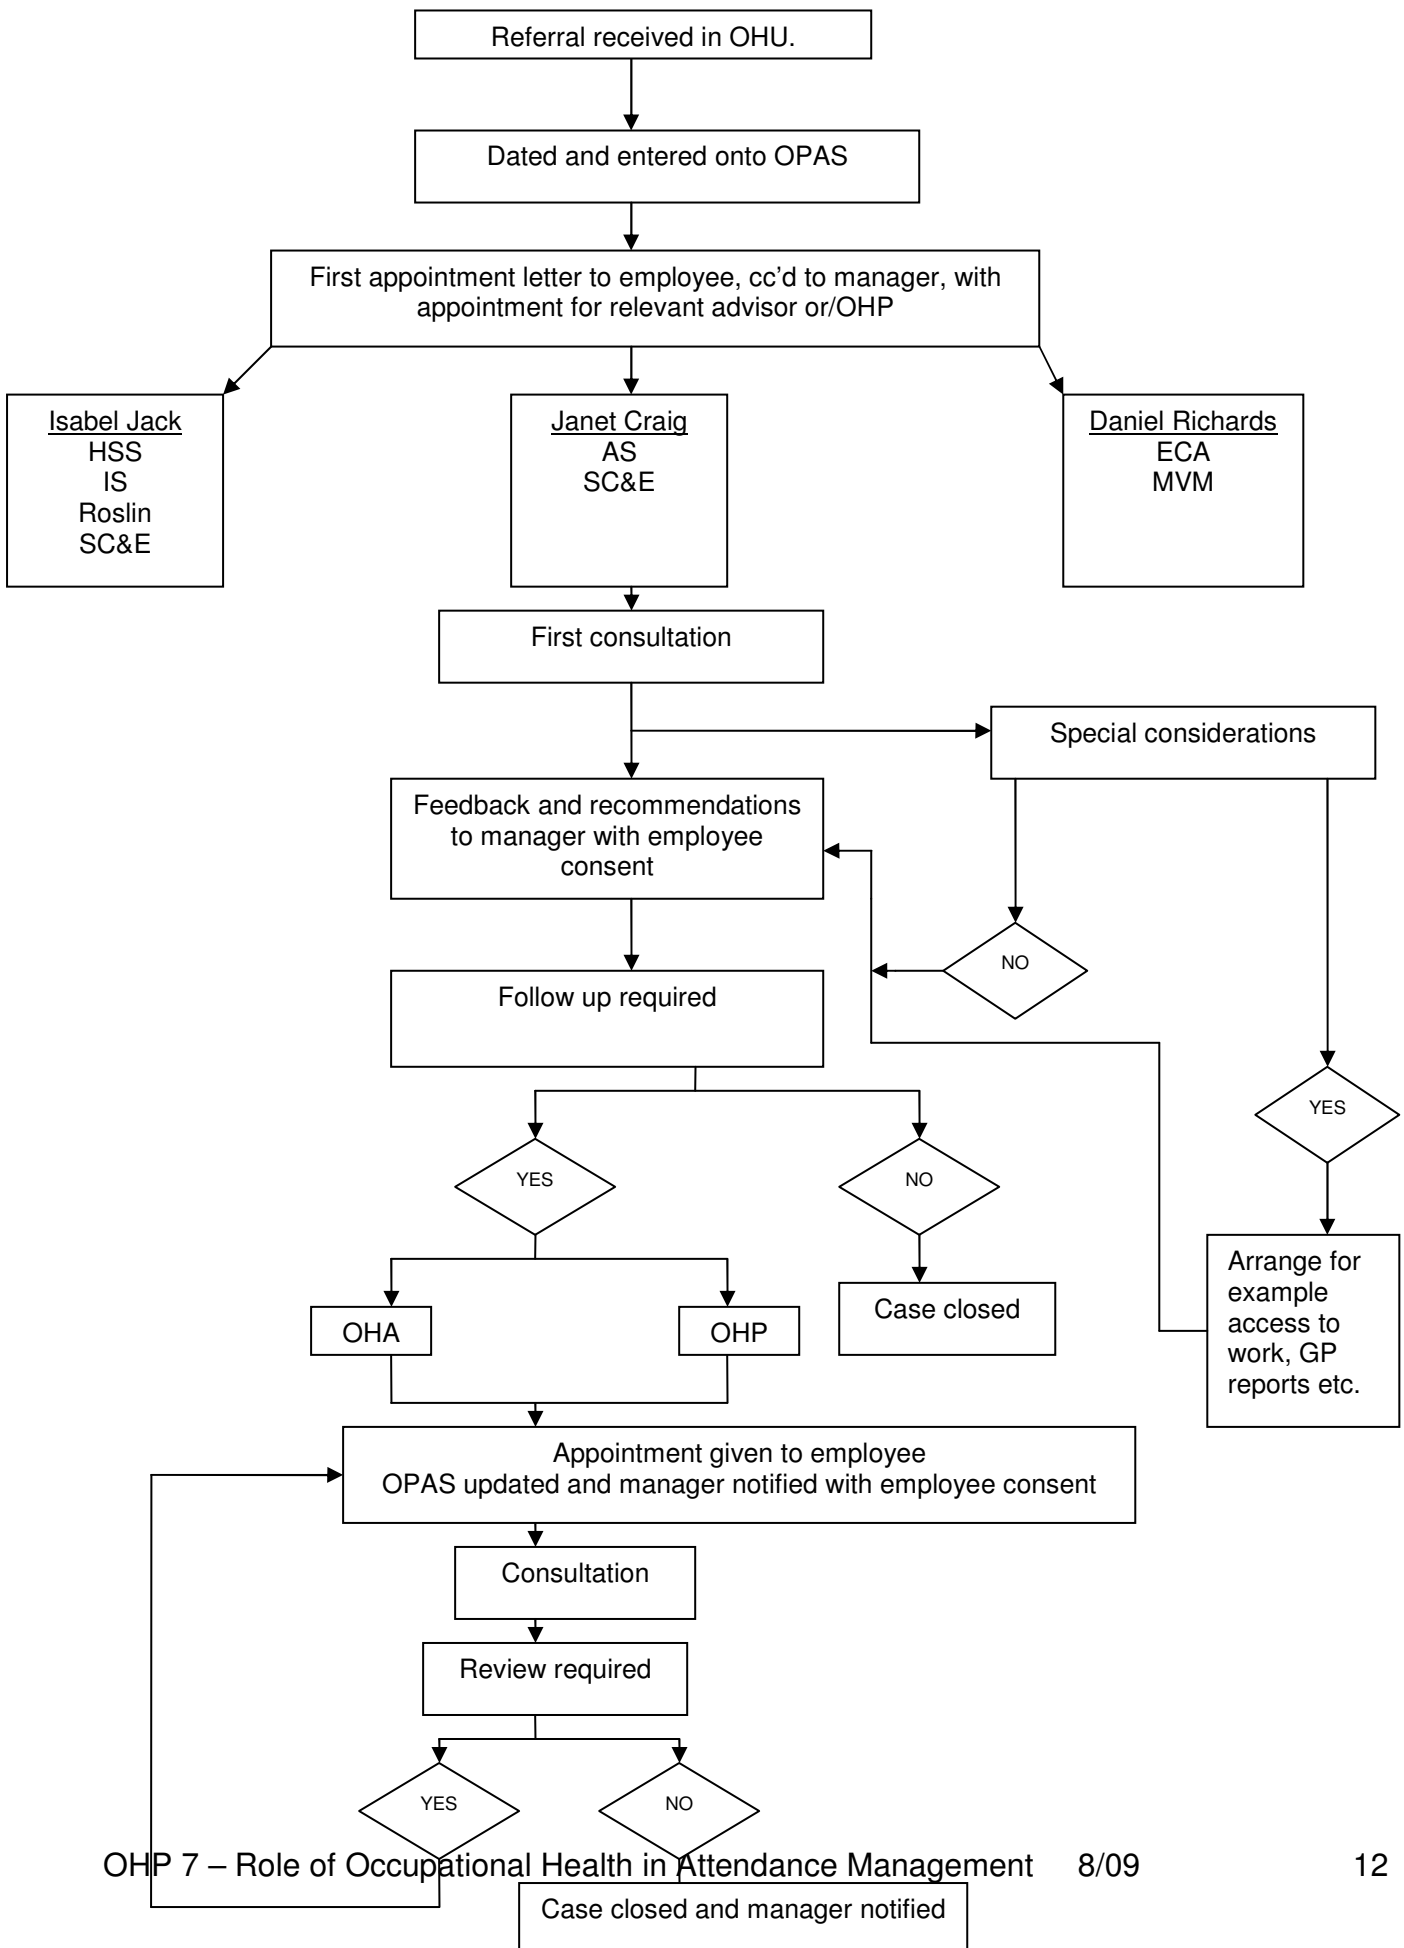 Referral received in OHU.
Dated and entered onto OPAS
First appointment letter to employee, cc'd to manager, with
appointment for relevant advisor or/OHP
Isabel Jack
HSS
IS
Roslin
SC&E
Janet Craig
AS
SC&E
Daniel Richards
ECA
MVM
First consultation
Special considerations
Feedback and recommendations
to manager with employee
consent
NO
Follow up required
YES
YES
NO
Arrange for
example
access to
work, GP
reports etc.
Case closed
OHA
OHP
Appointment given to employee
OPAS updated and manager notified with employee consent
Consultation
Review required
YES
NO
OHP 7 – Role of Occupational Health in Attendance Management 8/09 12
Case closed and manager notified